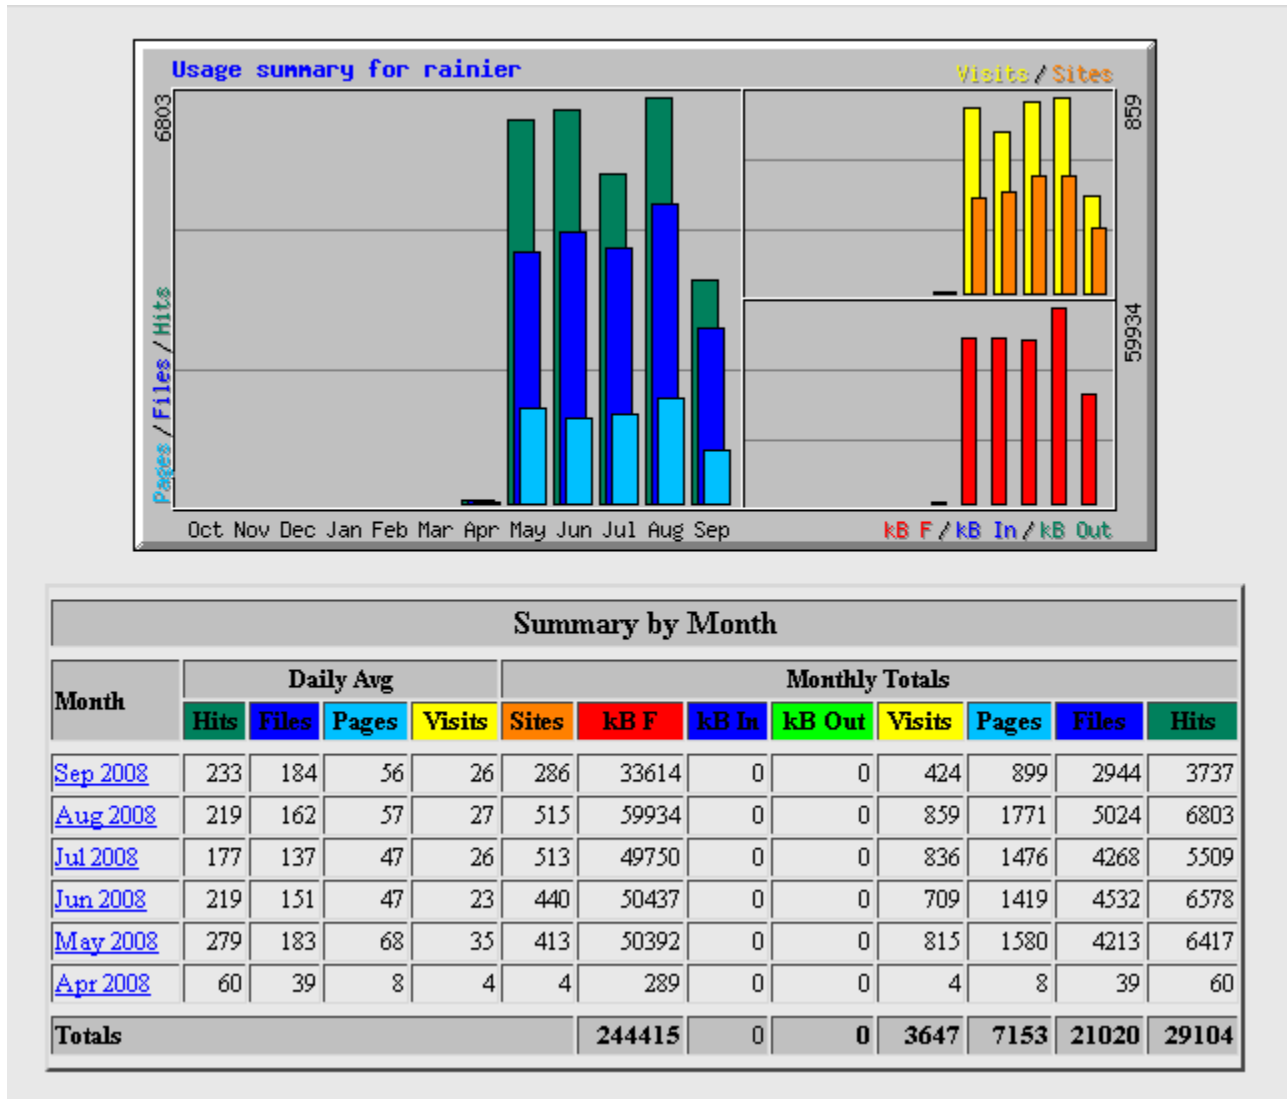 Usage summary for rainier
Visits / Sites
6803
859
Pages / Files / Hits
59934
Oct Nov Dec Jan Feb Mar Apr May Jun Jul Aug Sep
kB F / kB In / kB Out
Summary by Month
Month Daily Avg Monthly Totals
Hits Files Pages Visits Sites kB F kB In kB Out Visits Pages Files Hits
Sep 2008 233 184 56 26 286 33614 0 0 424 899 2944 3737
Aug 2008 219 162 57 27 515 59934 0 0 859 1771 5024 6803
Jul 2008 177 137 47 26 513 49750 0 0 836 1476 4268 5509
Jun 2008 219 151 47 23 440 50437 0 0 709 1419 4532 6578
May 2008 279 183 68 35 413 50392 0 0 815 1580 4213 6417
Apr 2008 60 39 8 4 4 289 0 0 4 8 39 60
Totals 244415 0 0 3647 7153 21020 29104